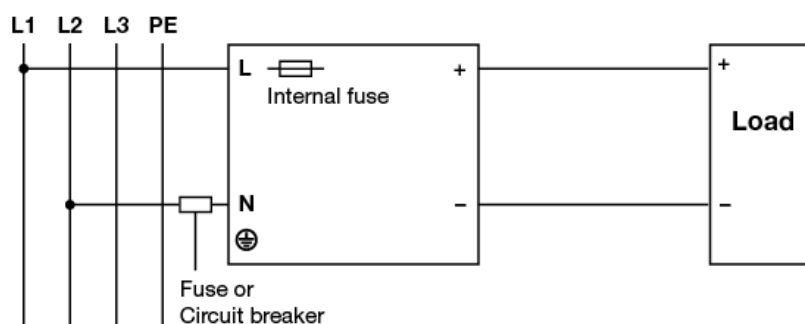 L1 L2 L3 PE
L + +
Internal fuse
Load
N − −
Fuse or
Circuit breaker